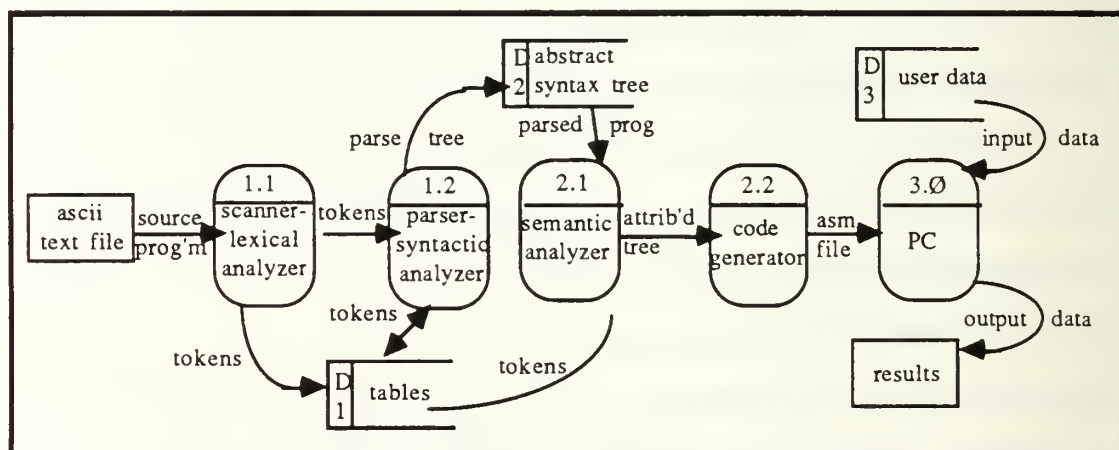 ascii
text file
source
prog'm
1.1
scanner-
lexical
analyzer
tokens
1.2
parser-
syntactic
analyzer
parse tree
D
2
abstract
syntax tree
parsed prog
2.1
semantic
analyzer
attrib'd
tree
2.2
code
generator
asm
file
3.Ø
PC
D
3
user data
input data
output data
results
tokens
tokens
D
1
tables
tokens